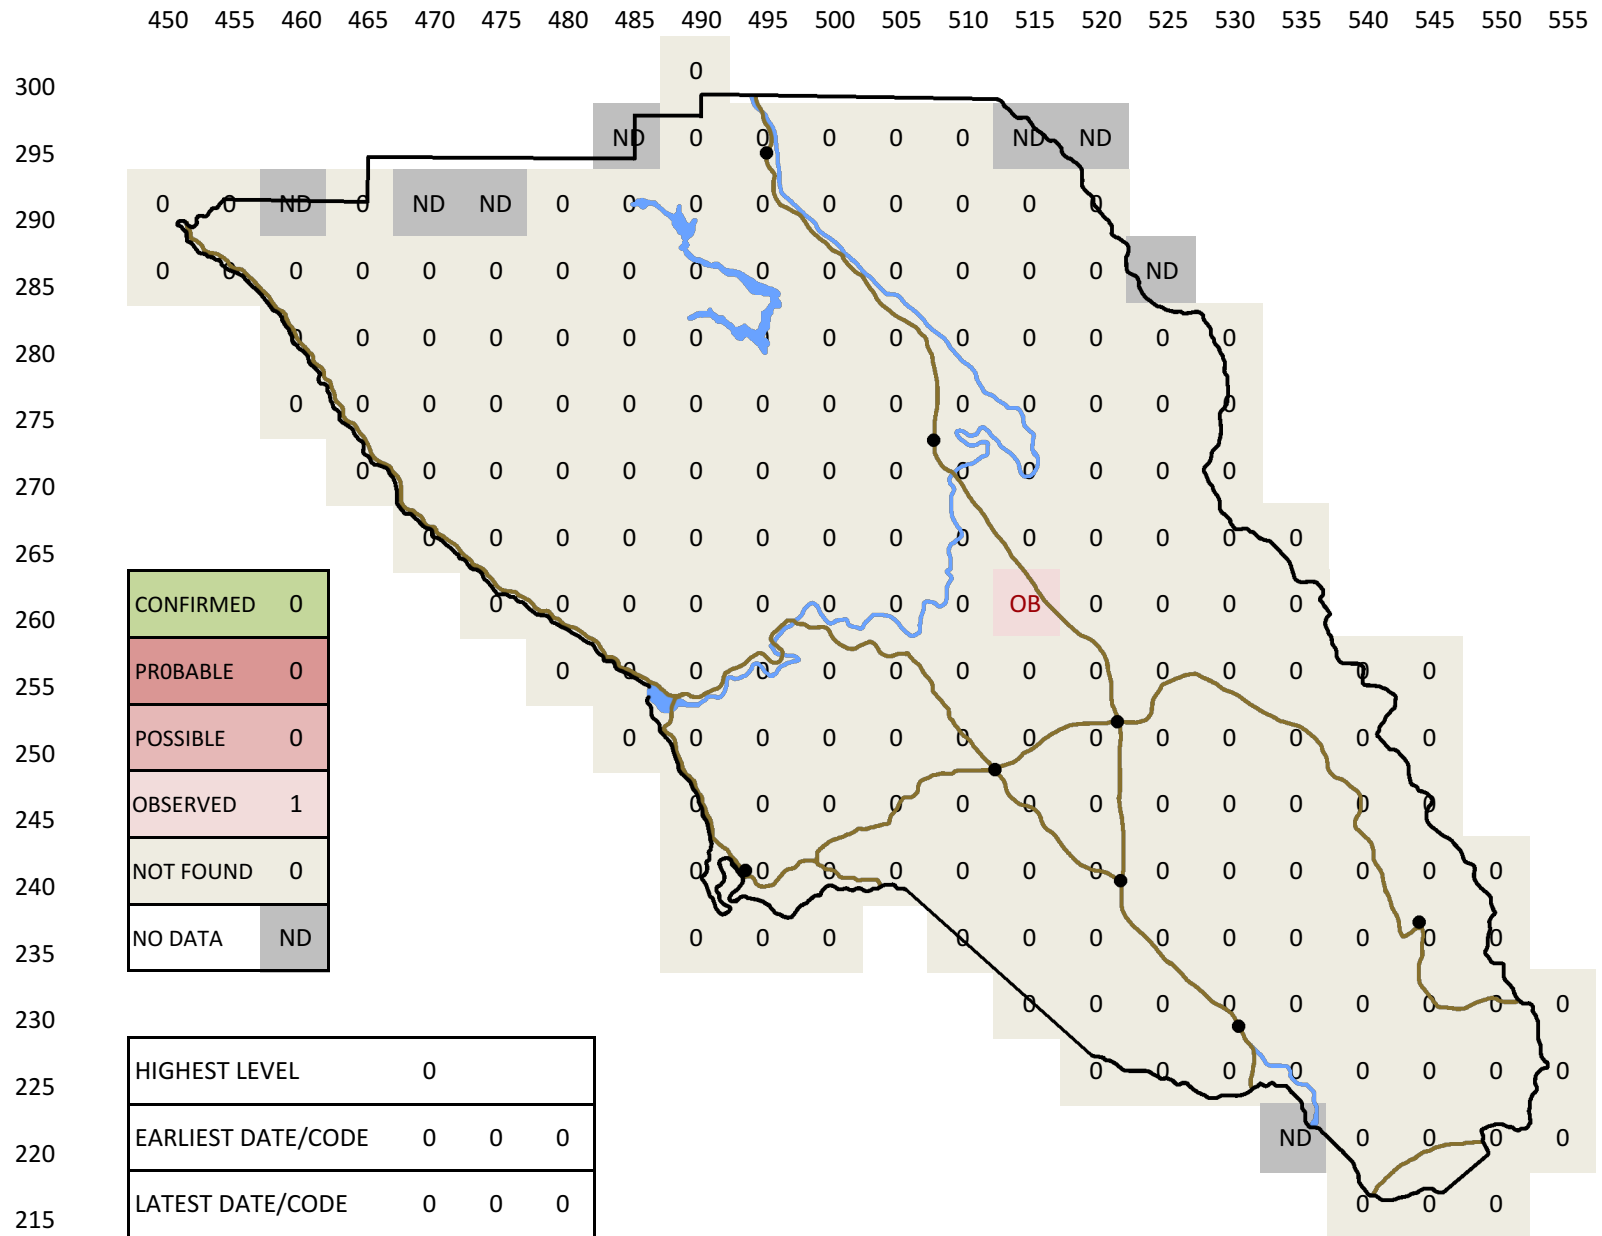 450 455 460 465 470 475 480 485 490 495 500 505 510 515 520 525 530 535 540 545 550 555
0
300
ND 0 0 0 0 0 ND ND
295
0 0 ND 0 ND ND 0 0 0 0 0 0 0 0 0
290
0 0 0 0 0 0 0 0 0 0 0 0 0 0 0 ND
285
0 0 0 0 0 0 0 0 0 0 0 0 0 0 0
280
0 0 0 0 0 0 0 0 0 0 0 0 0 0 0
275
0 0 0 0 0 0 0 0 0 0 0 0 0 0
270
0 0 0 0 0 0 0 0 0 0 0 0 0 0
265
CONFIRMED 0 0 0 0 0 0 0 0 0 OB 0 0 0 0
260
PR0BABLE 0 0 0 0 0 0 0 0 0 0 0 0 0 0 0
255
POSSIBLE 0 0 0 0 0 0 0 0 0 0 0 0 0 0
250
OBSERVED 1 0 0 0 0 0 0 0 0 0 0 0 0
245
NOT FOUND 0 0 0 0 0 0 0 0 0 0 0 0 0 0
240
NO DATA ND 0 0 0 0 0 0 0 0 0 0 0 0
235
0 0 0 0 0 0 0 0 0
230
HIGHEST LEVEL 0 0 0 0 0 0 0 0 0
225
EARLIEST DATE/CODE 0 0 0 ND 0 0 0 0
220
LATEST DATE/CODE 0 0 0 0 0 0
215